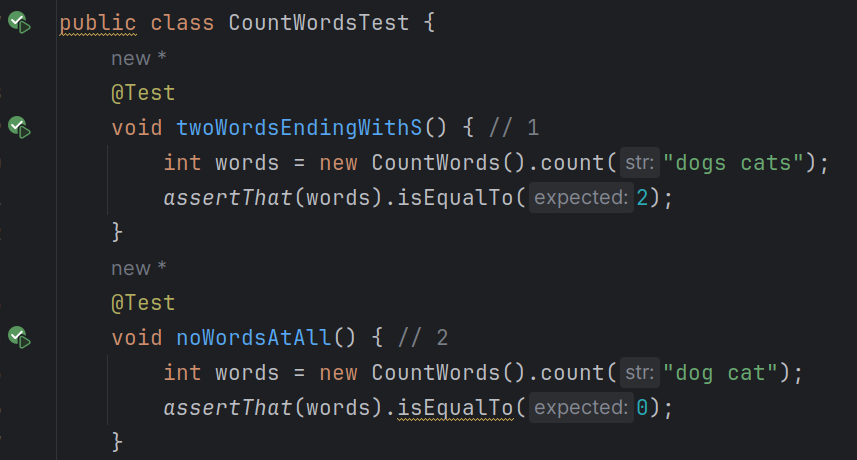 public class CountWordsTest {
new *
@Test
void twoWordsEndingWithS() { // 1
int words = new CountWords().count( str: "dogs cats");
assertThat(words).isEqualTo( expected: 2);
}
new *
@Test
void noWordsAtAll() { // 2
int words = new CountWords().count( str: "dog cat");
assertThat(words).isEqualTo( expected: 0);
}